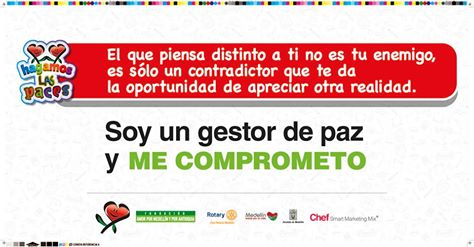 hagamos
LAS
paces
El que piensa distinto a ti no es tu enemigo,
es sólo un contradictor que te da
la oportunidad de apreciar otra realidad.
Soy un gestor de paz
y ME COMPROMETO
FUNDACIÓN
AMOR POR MEDELLÍN Y POR ANTIOQUIA
Rotary
Medellín
Chef Smart Marketing Mix